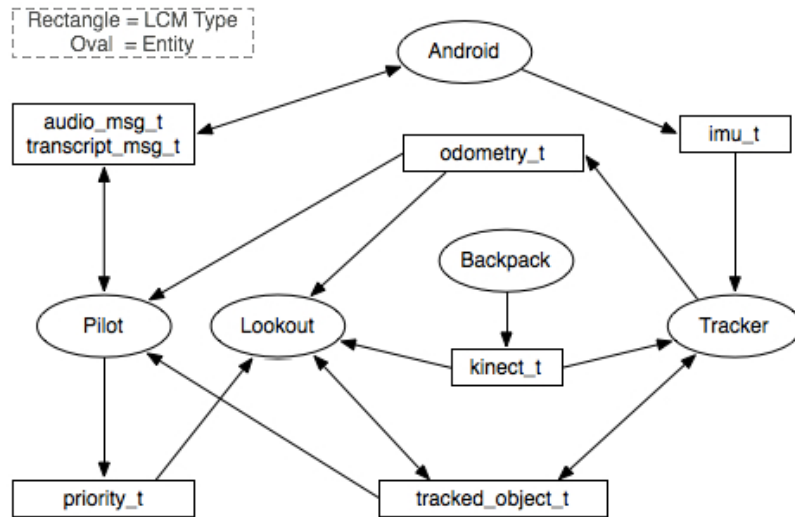 Rectangle = LCM Type
Oval = Entity
Android
audio_msg_t
transcript_msg_t
imu_t
odometry_t
Backpack
Pilot
Lookout
Tracker
kinect_t
priority_t
tracked_object_t